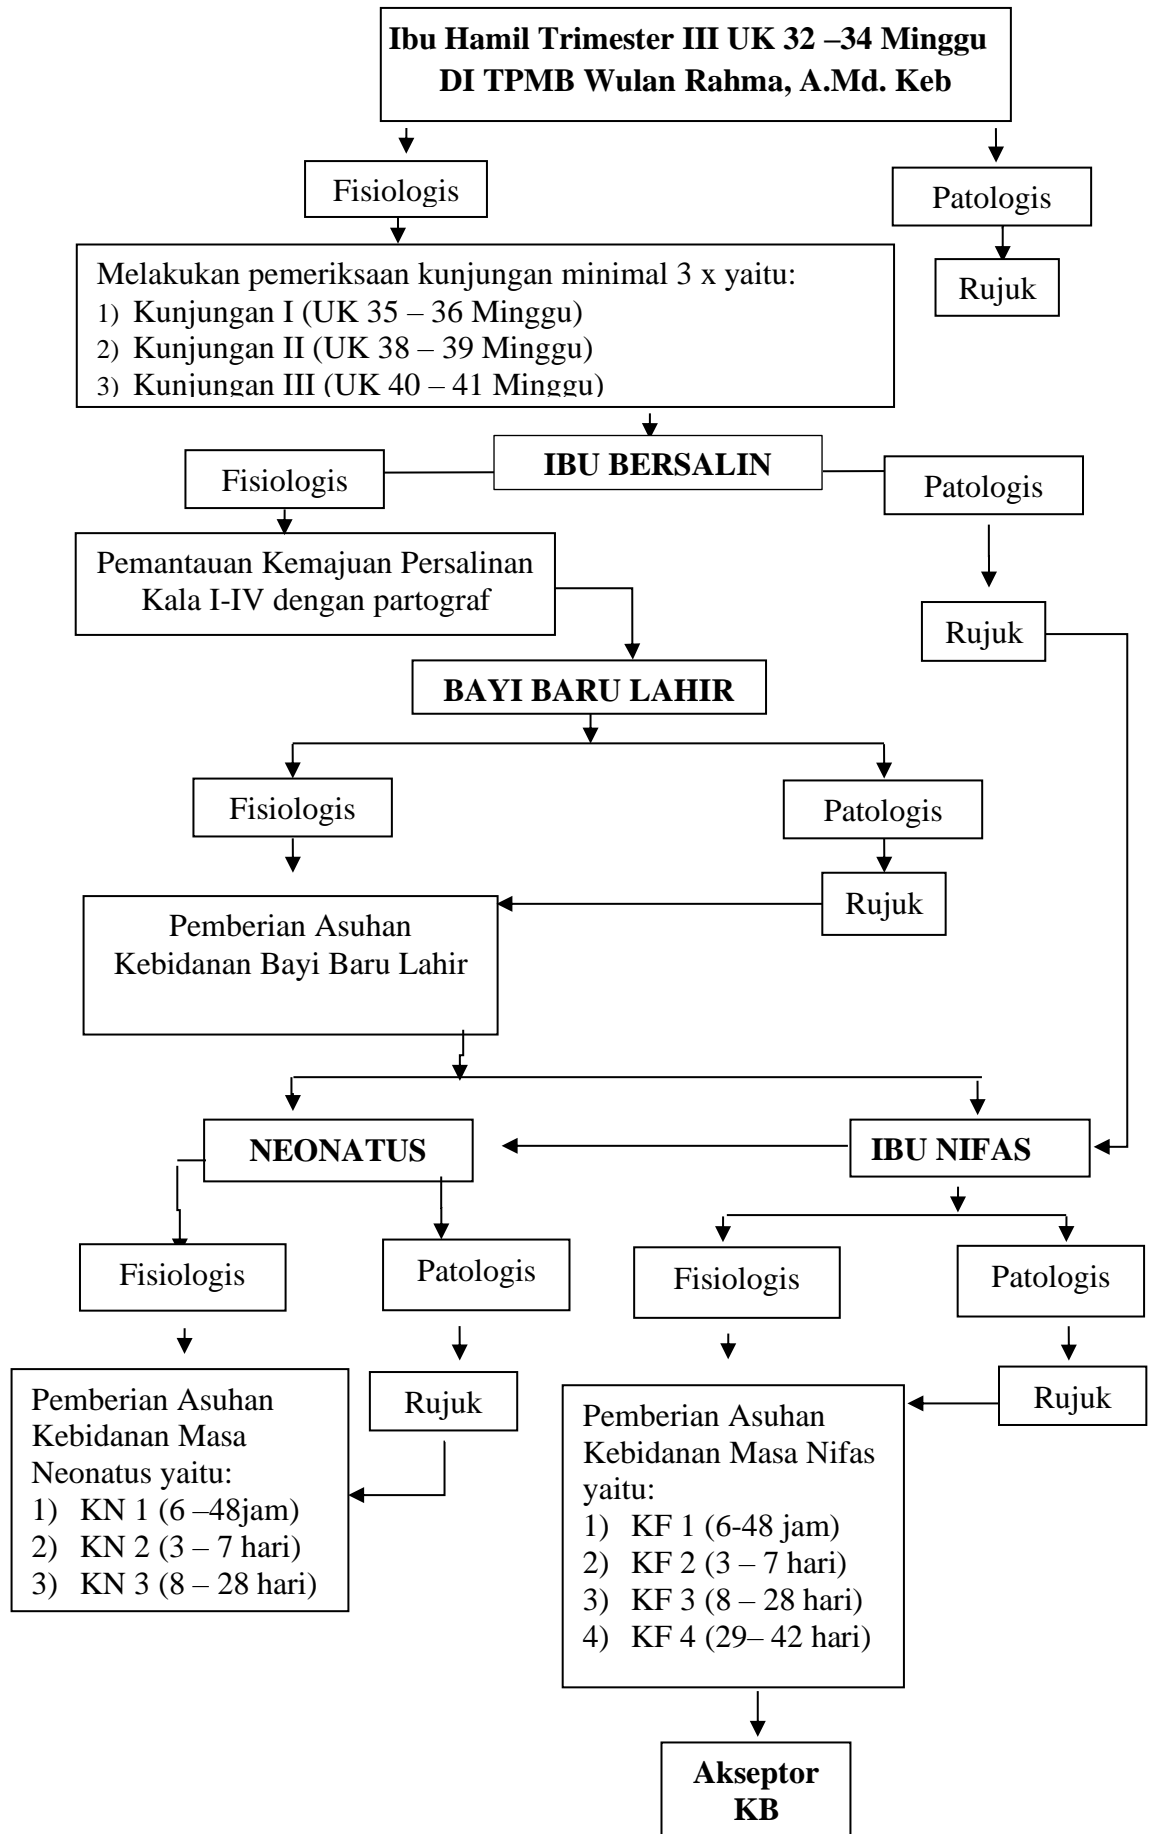 Ibu Hamil Trimester III UK 32 –34 Minggu
DI TPMB Wulan Rahma, A.Md. Keb
Fisiologis
Patologis
Melakukan pemeriksaan kunjungan minimal 3 x yaitu:
1) Kunjungan I (UK 35 – 36 Minggu)
2) Kunjungan II (UK 38 – 39 Minggu)
3) Kunjungan III (UK 40 – 41 Minggu)
Rujuk
IBU BERSALIN
Fisiologis
Patologis
Pemantauan Kemajuan Persalinan
Kala I-IV dengan partograf
Rujuk
BAYI BARU LAHIR
Fisiologis
Patologis
Rujuk
Pemberian Asuhan
Kebidanan Bayi Baru Lahir
NEONATUS
IBU NIFAS
Fisiologis
Patologis
Fisiologis
Patologis
Pemberian Asuhan
Kebidanan Masa
Neonatus yaitu:
1) KN 1 (6 –48jam)
2) KN 2 (3 – 7 hari)
3) KN 3 (8 – 28 hari)
Rujuk
Pemberian Asuhan
Kebidanan Masa Nifas
yaitu:
1) KF 1 (6-48 jam)
2) KF 2 (3 – 7 hari)
3) KF 3 (8 – 28 hari)
4) KF 4 (29– 42 hari)
Rujuk
Akseptor
KB